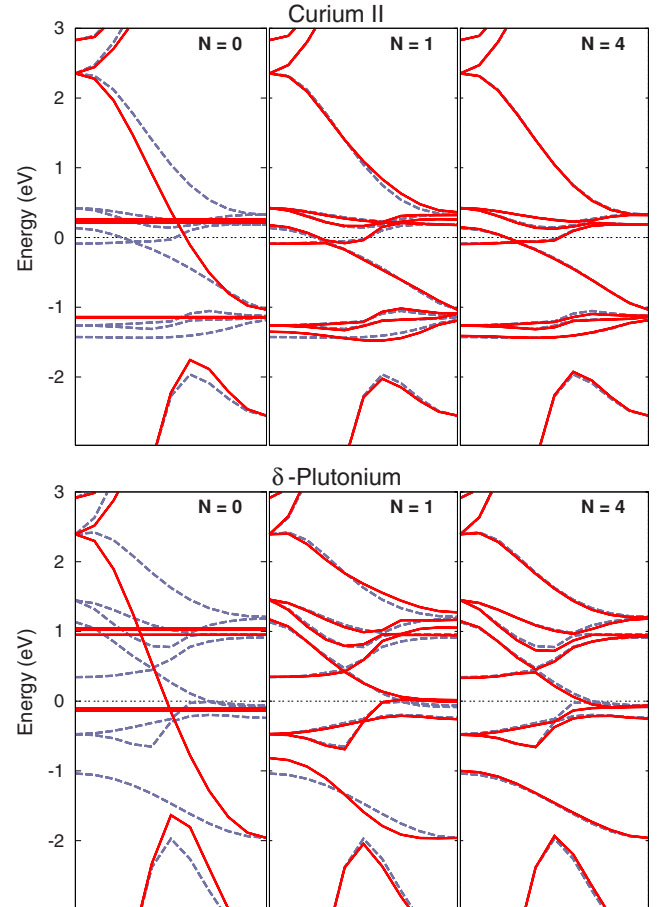 Curium II
N = 0
N = 1
N = 4
3
2
1
0
-1
-2
Energy (eV)
δ -Plutonium
N = 0
N = 1
N = 4
3
2
1
0
-1
-2
Energy (eV)